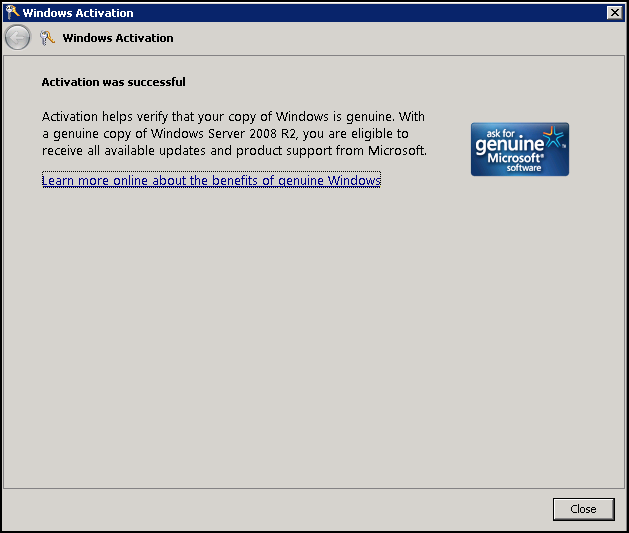 Windows Activation
Windows Activation
Activation was successful
Activation helps verify that your copy of Windows is genuine. With
a genuine copy of Windows Server 2008 R2, you are eligible to
receive all available updates and product support from Microsoft.
Learn more online about the benefits of genuine Windows
ask for
genuine™
Microsoft®
software
Close